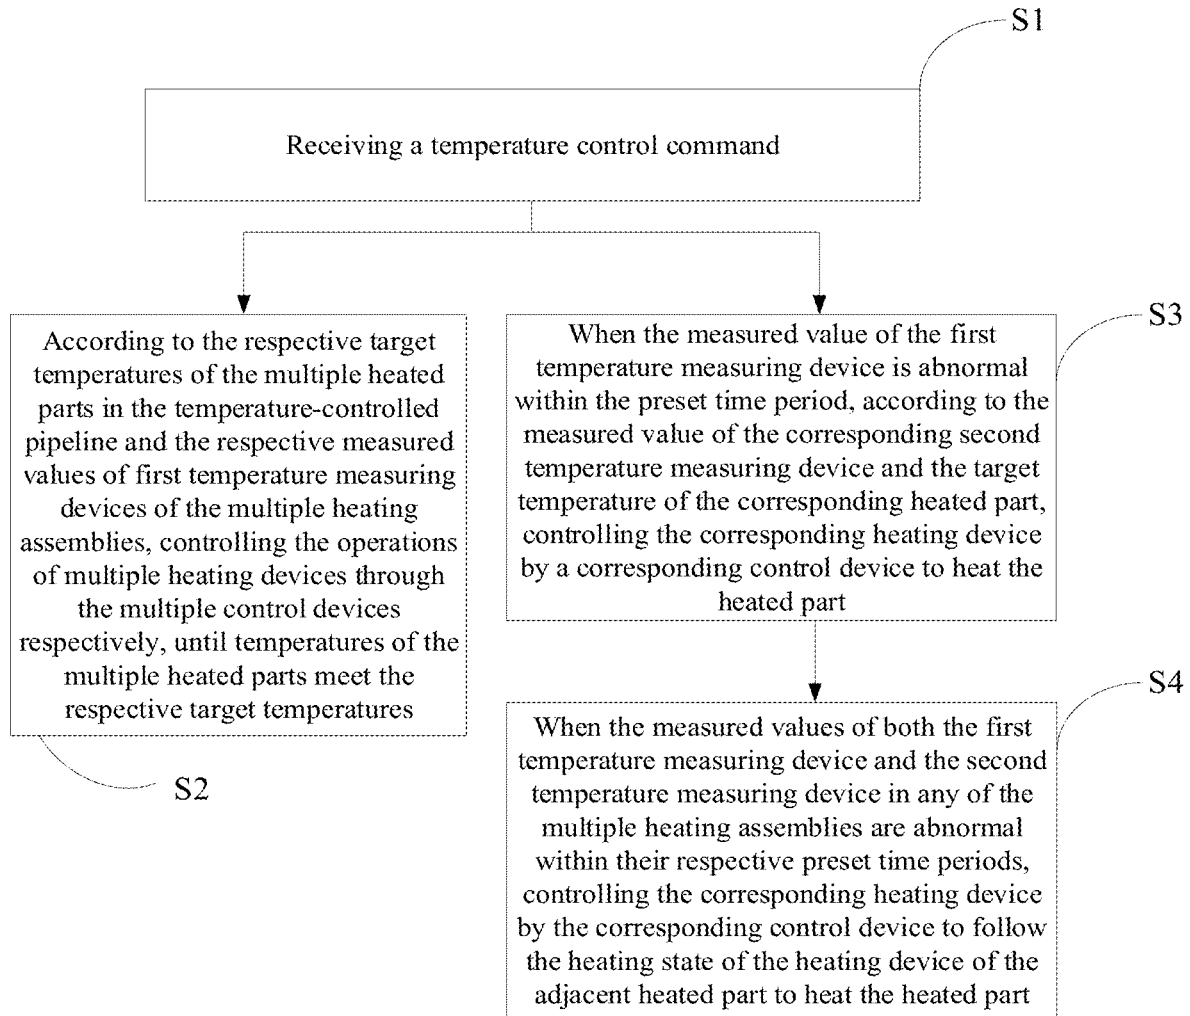 S1
Receiving a temperature control command
According to the respective target
temperatures of the multiple heated
parts in the temperature-controlled
pipeline and the respective measured
values of first temperature measuring
devices of the multiple heating
assemblies, controlling the operations
of multiple heating devices through
the multiple control devices
respectively, until temperatures of the
multiple heated parts meet the
respective target temperatures
S2
When the measured value of the first
temperature measuring device is abnormal
within the preset time period, according to the
measured value of the corresponding second
temperature measuring device and the target
temperature of the corresponding heated part,
controlling the corresponding heating device
by a corresponding control device to heat the
heated part
S3
When the measured values of both the first
temperature measuring device and the second
temperature measuring device in any of the
multiple heating assemblies are abnormal
within their respective preset time periods,
controlling the corresponding heating device
by the corresponding control device to follow
the heating state of the heating device of the
adjacent heated part to heat the heated part
S4